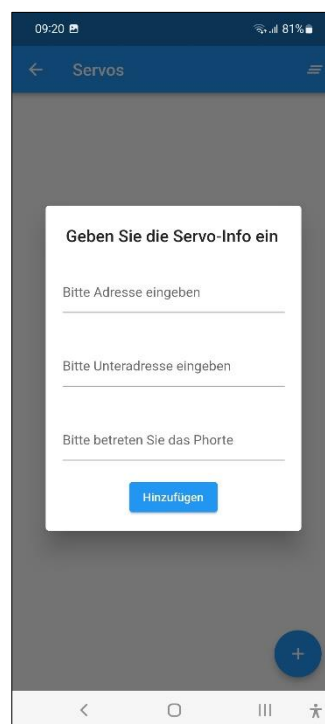 09:20 81%
Servos
Geben Sie die Servo-Info ein
Bitte Adresse eingeben
Bitte Unteradresse eingeben
Bitte betreten Sie das Phorte
Hinzufügen
+